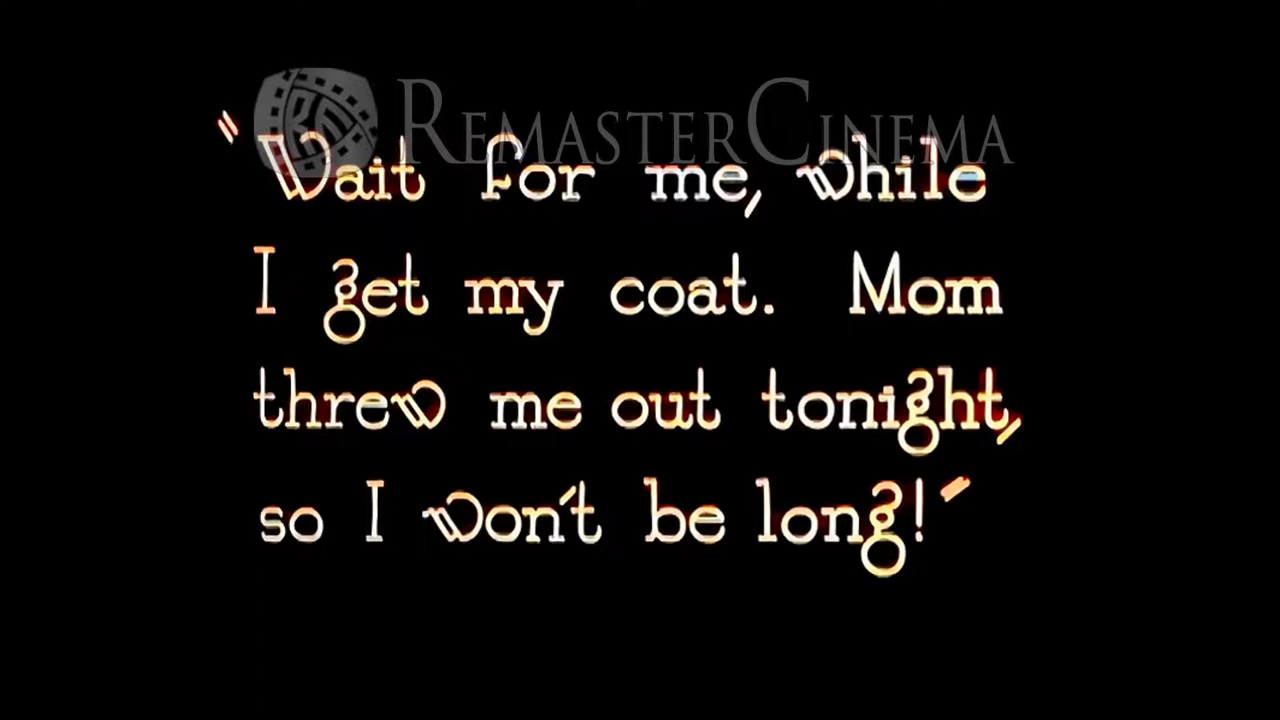 REMASTERCINEMA
"Wait for me, while
I get my coat. Mom
threw me out tonight,
so I won't be long!"